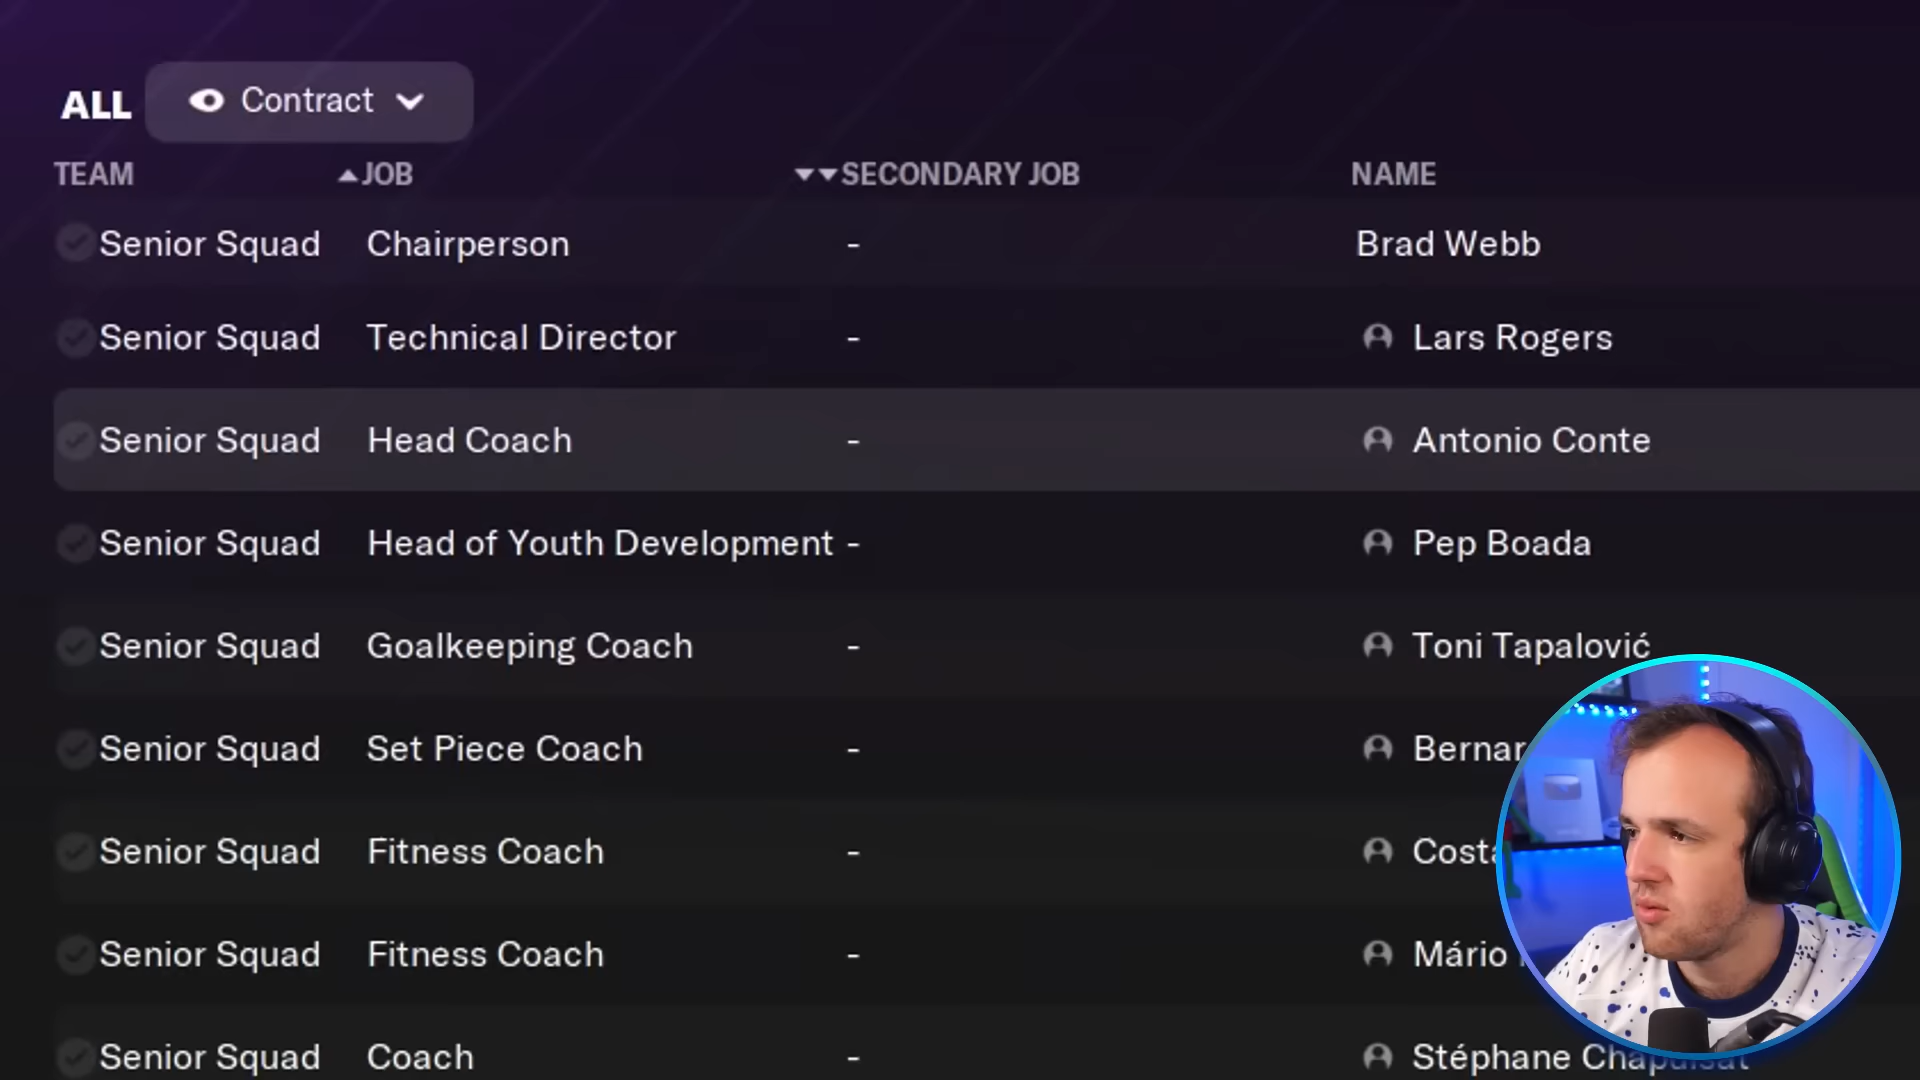 ALL Contract
TEAM JOB SECONDARY JOB NAME
Senior Squad Chairperson - Brad Webb
Senior Squad Technical Director - Lars Rogers
Senior Squad Head Coach - Antonio Conte
Senior Squad Head of Youth Development - Pep Boada
Senior Squad Goalkeeping Coach - Toni Tapalović
Senior Squad Set Piece Coach -
Senior Squad Fitness Coach -
Senior Squad Fitness Coach - Mário
Senior Squad Coach - Stéphane Chapuisat